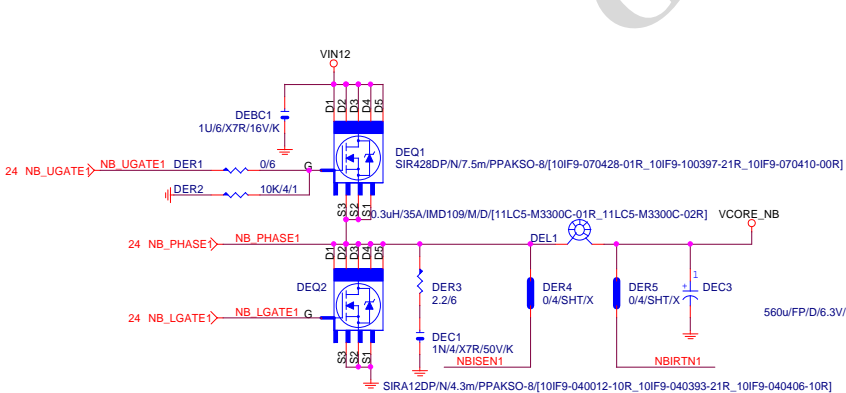 VIN12
D1 D2 D3 D4 D5
DEBC1
1U/6/X7R/16V/K
DEQ1
SIR428DP/N/7.5m/PPAKSO-8/[10IF9-070428-01R_10IF9-100397-21R_10IF9-070410-00R]
24 NB_UGATE1 NB_UGATE1 DER1 0/6 G
DER2 10K/4/1
S3 S2 S1
0.3uH/35A/IMD109/M/D/[11LC5-M3300C-01R_11LC5-M3300C-02R]
VCORE_NB
24 NB_PHASE1 NB_PHASE1
DEL1
D1 D2 D3 D4 D5
DEQ2
DER3
2.2/6
DER4
0/4/SHT/X
DER5
0/4/SHT/X
1
+
DEC3
560u/FP/D/6.3V/
24 NB_LGATE1 NB_LGATE1 G
DEC1
1N/4/X7R/50V/K
S3 S2 S1
NBISEN1
NBIRTN1
SIRA12DP/N/4.3m/PPAKSO-8/[10IF9-040012-10R_10IF9-040393-21R_10IF9-040406-10R]